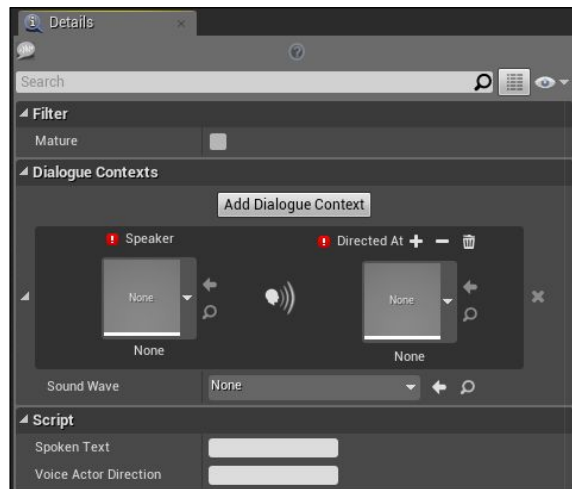 Details
Search
Filter
Mature
Dialogue Contexts
Add Dialogue Context
Speaker
Directed At
None
None
None
None
Sound Wave
None
Script
Spoken Text
Voice Actor Direction